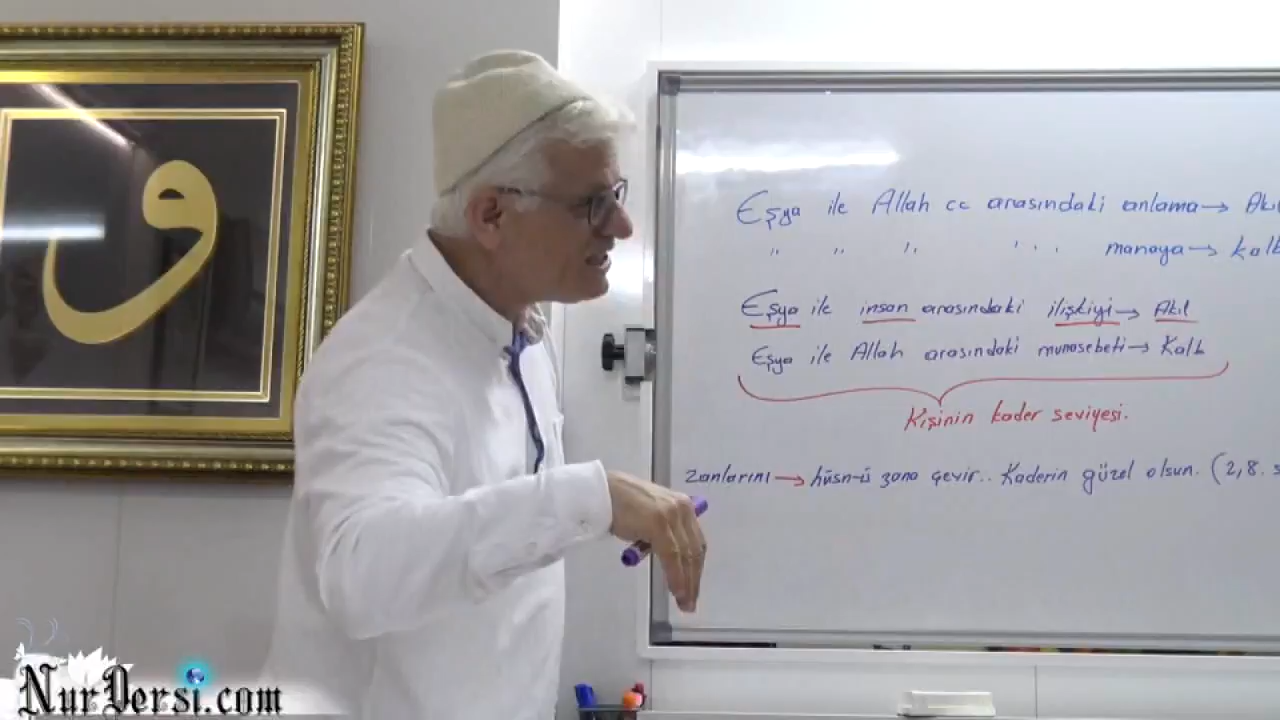 و
Eşya ile Allah cc arasındaki anlama→ Akıl
" " " " manaya→ Kalb
Eşya ile insan arasındaki ilişkiyi→ Akıl
Eşya ile Allah arasındaki munasebeti→ Kalb
Kişinin kader seviyesi.
Zanlarını → hüsn-ü zana çevir.. Kaderin güzel olsun. (2,8. s
NurDersi.com